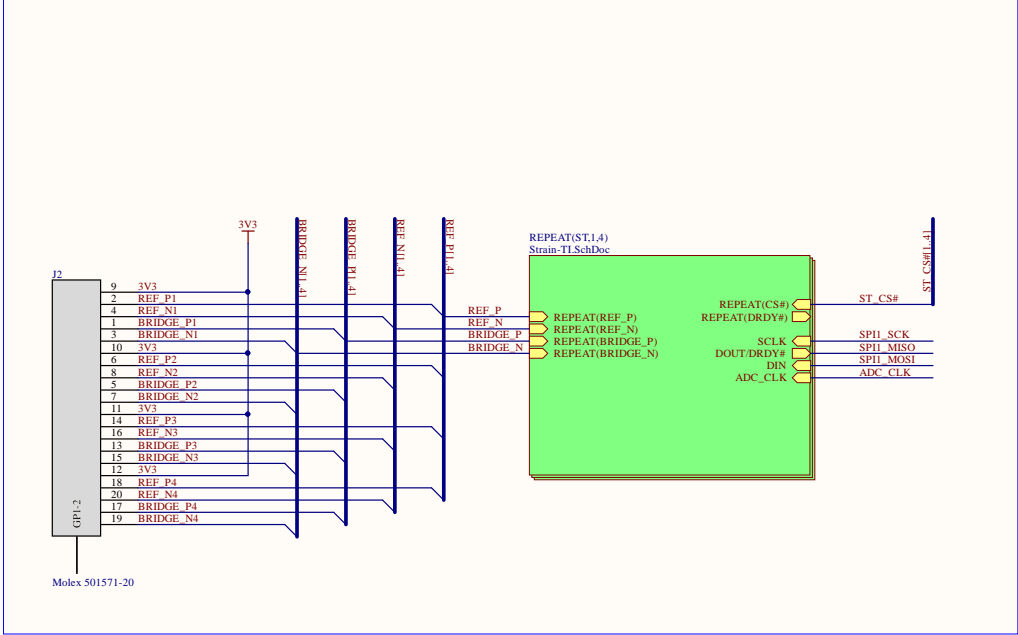 3V3
BRIDGE_N[1..4]
BRIDGE_P[1..4]
REF_N[1..4]
REF_P[1..4]
ST_CS#[1..4]
REPEAT(ST,1,4)
Strain-TI.SchDoc
J2
9 3V3
2 REF_P1
4 REF_N1
1 BRIDGE_P1
3 BRIDGE_N1
10 3V3
6 REF_P2
8 REF_N2
5 BRIDGE_P2
7 BRIDGE_N2
11 3V3
14 REF_P3
16 REF_N3
13 BRIDGE_P3
15 BRIDGE_N3
12 3V3
18 REF_P4
20 REF_N4
17 BRIDGE_P4
19 BRIDGE_N4
GP1-2
Molex 501571-20
REF_P
REF_N
BRIDGE_P
BRIDGE_N
REPEAT(REF_P)
REPEAT(REF_N)
REPEAT(BRIDGE_P)
REPEAT(BRIDGE_N)
REPEAT(CS#)
REPEAT(DRDY#)
SCLK
DOUT/DRDY#
DIN
ADC_CLK
ST_CS#
SPI1_SCK
SPI1_MISO
SPI1_MOSI
ADC_CLK